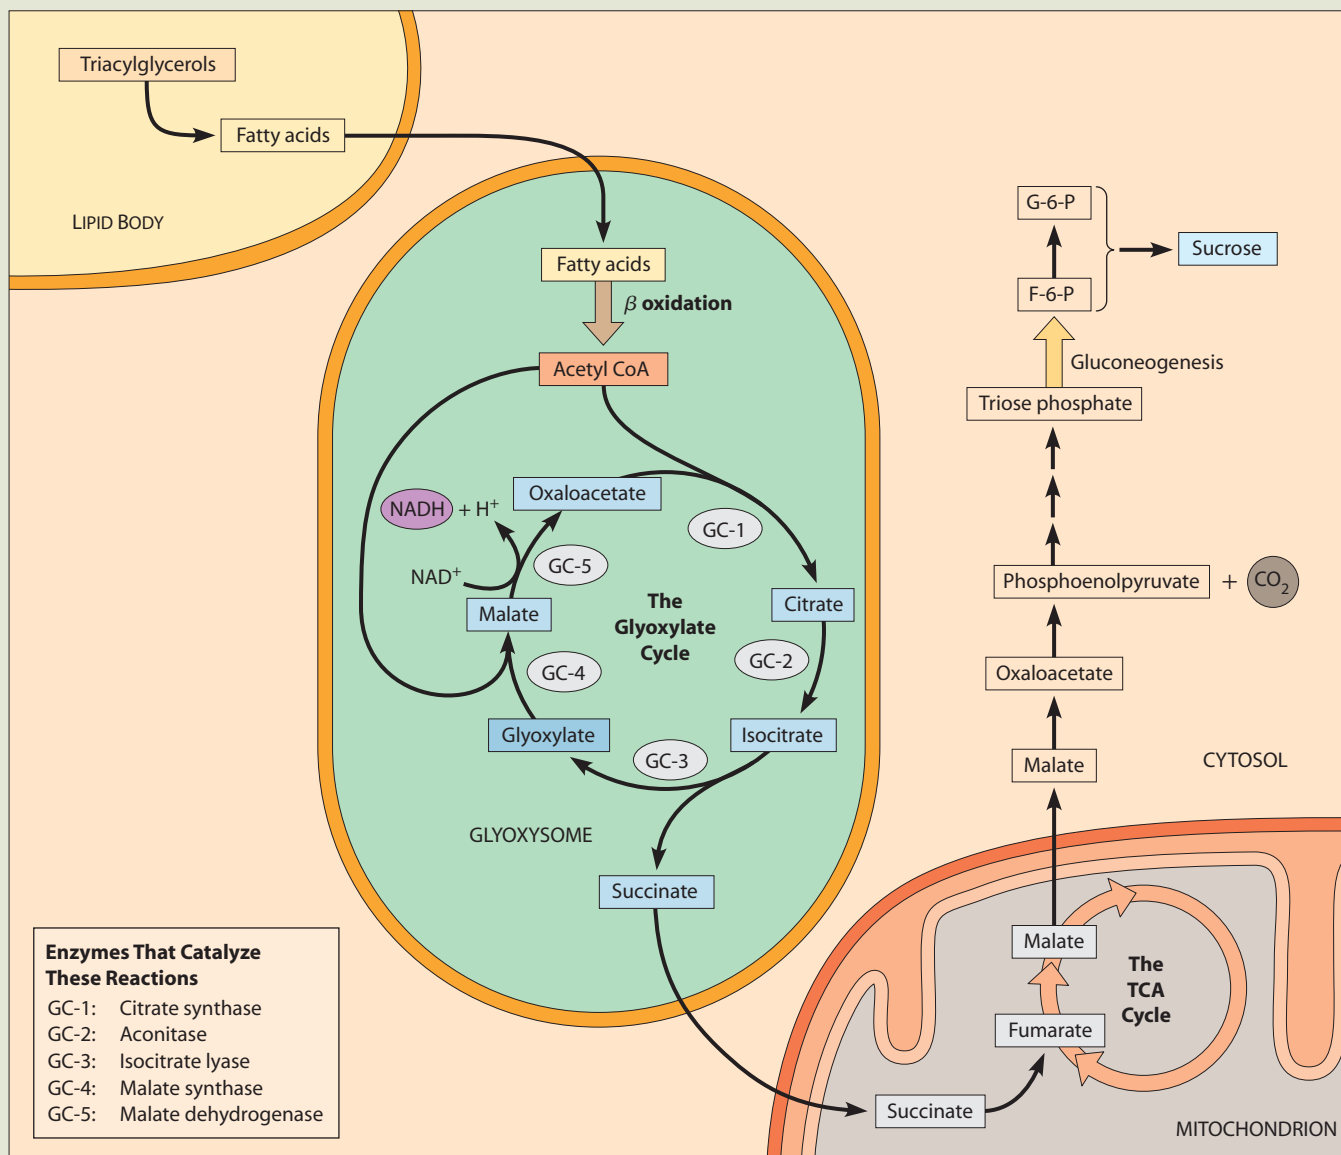 Triacylglycerols
Fatty acids
LIPID BODY
Fatty acids
β oxidation
Acetyl CoA
Oxaloacetate
NADH + H⁺
NAD⁺
GC-1
GC-5
Malate
The
Glyoxylate
Cycle
Citrate
GC-2
GC-4
Glyoxylate
Isocitrate
GC-3
GLYOXYSOME
Succinate
G-6-P
F-6-P
Sucrose
Gluconeogenesis
Triose phosphate
Phosphoenolpyruvate + CO₂
Oxaloacetate
Malate
CYTOSOL
Malate
The
TCA
Cycle
Fumarate
Succinate
MITOCHONDRION
Enzymes That Catalyze
These Reactions
GC-1: Citrate synthase
GC-2: Aconitase
GC-3: Isocitrate lyase
GC-4: Malate synthase
GC-5: Malate dehydrogenase